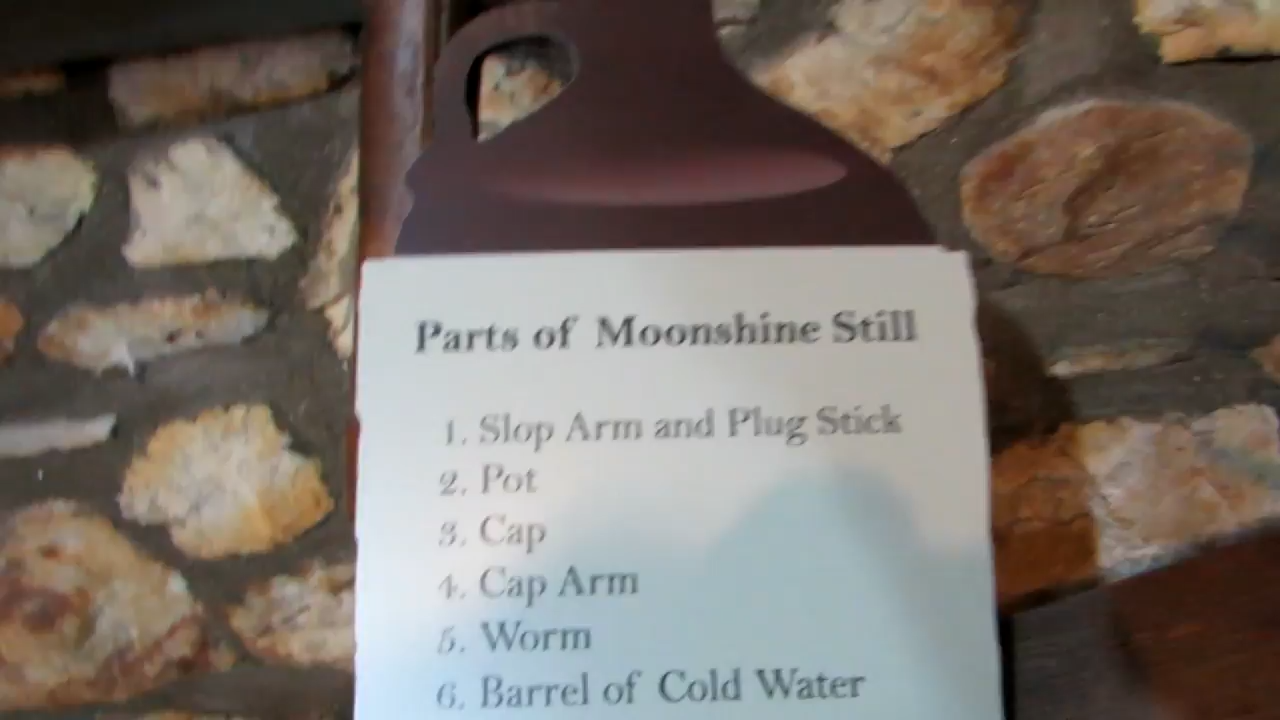 Parts of Moonshine Still
1. Slop Arm and Plug Stick
2. Pot
3. Cap
4. Cap Arm
5. Worm
6. Barrel of Cold Water